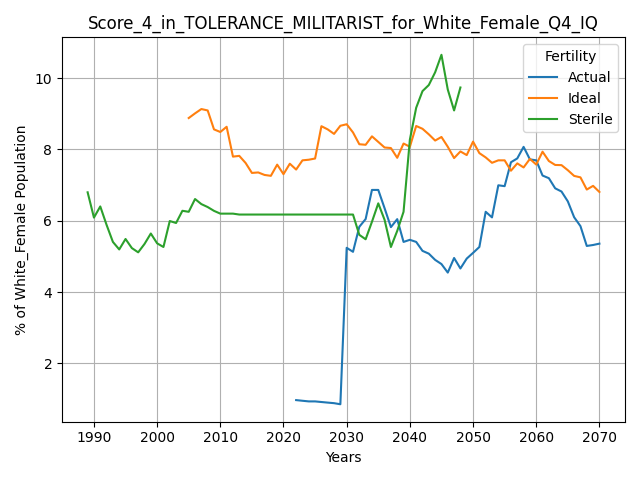 Score_4_in_TOLERANCE_MILITARIST_for_White_Female_Q4_IQ
% of White_Female Population
10
8
6
4
2
Fertility
Actual
Ideal
Sterile
1990 2000 2010 2020 2030 2040 2050 2060 2070
Years